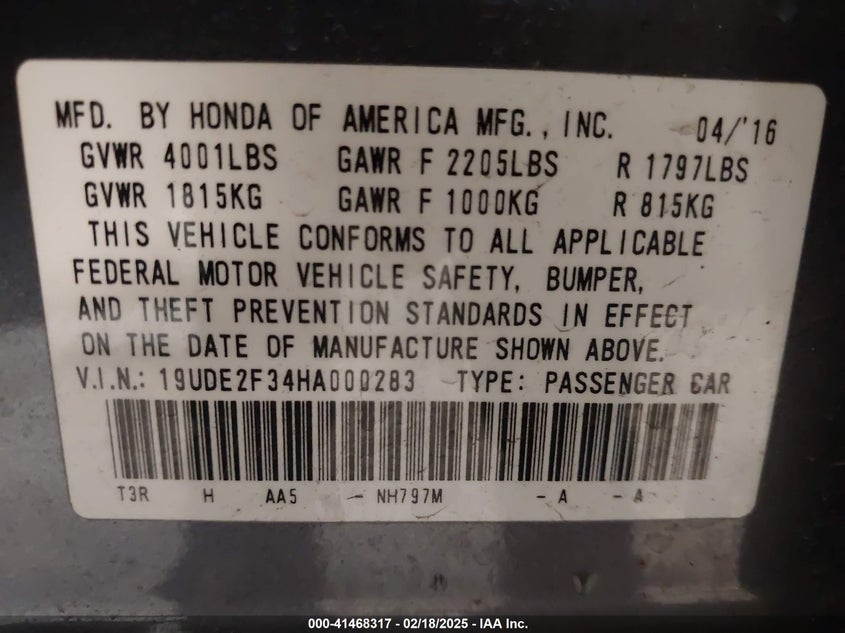 MFD. BY HONDA OF AMERICA MFG., INC. 04/'16
GVWR 4001LBS GAWR F 2205LBS R 1797LBS
GVWR 1815KG GAWR F 1000KG R 815KG
THIS VEHICLE CONFORMS TO ALL APPLICABLE
FEDERAL MOTOR VEHICLE SAFETY, BUMPER,
AND THEFT PREVENTION STANDARDS IN EFFECT
ON THE DATE OF MANUFACTURE SHOWN ABOVE.
V.I.N.: 19UDE2F34HA000283 TYPE: PASSENGER CAR
T3R H AA5 - NH797M - A - A
000-41468317 - 02/18/2025 - IAA Inc.